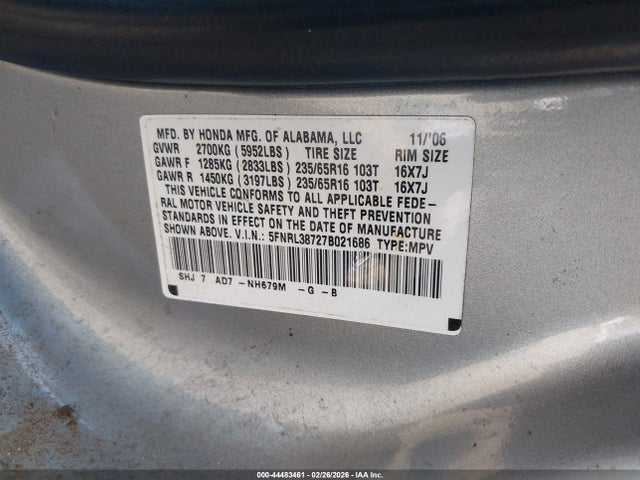 MFD. BY HONDA MFG. OF ALABAMA, LLC 11/'06
GVWR 2700KG (5952LBS) TIRE SIZE RIM SIZE
GAWR F 1285KG (2833LBS) 235/65R16 103T 16X7J
GAWR R 1450KG (3197LBS) 235/65R16 103T 16X7J
THIS VEHICLE CONFORMS TO ALL APPLICABLE FEDE-
RAL MOTOR VEHICLE SAFETY AND THEFT PREVENTION
STANDARDS IN EFFECT ON THE DATE OF MANUFACTURE
SHOWN ABOVE. V.I.N.: 5FNRL38727B021686 TYPE:MPV
SHJ 7 AD7 -NH679M -G -B
000-44483461 | 02/26/2026 | IAA Inc.